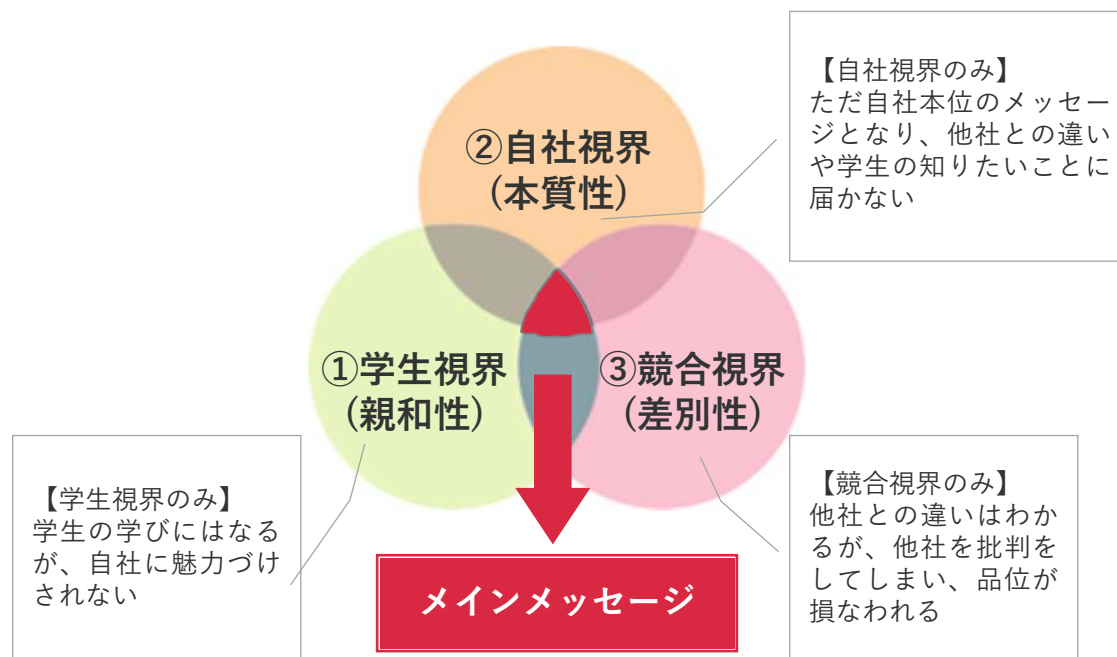 【自社視界のみ】
ただ自社本位のメッセー
ジとなり、他社との違い
や学生の知りたいことに
届かない
②自社視界
(本質性)
①学生視界
(親和性)
③競合視界
(差別性)
【学生視界のみ】
学生の学びにはなる
が、自社に魅力づけ
されない
【競合視界のみ】
他社との違いはわか
るが、他社を批判を
してしまい、品位が
損なわれる
メインメッセージ